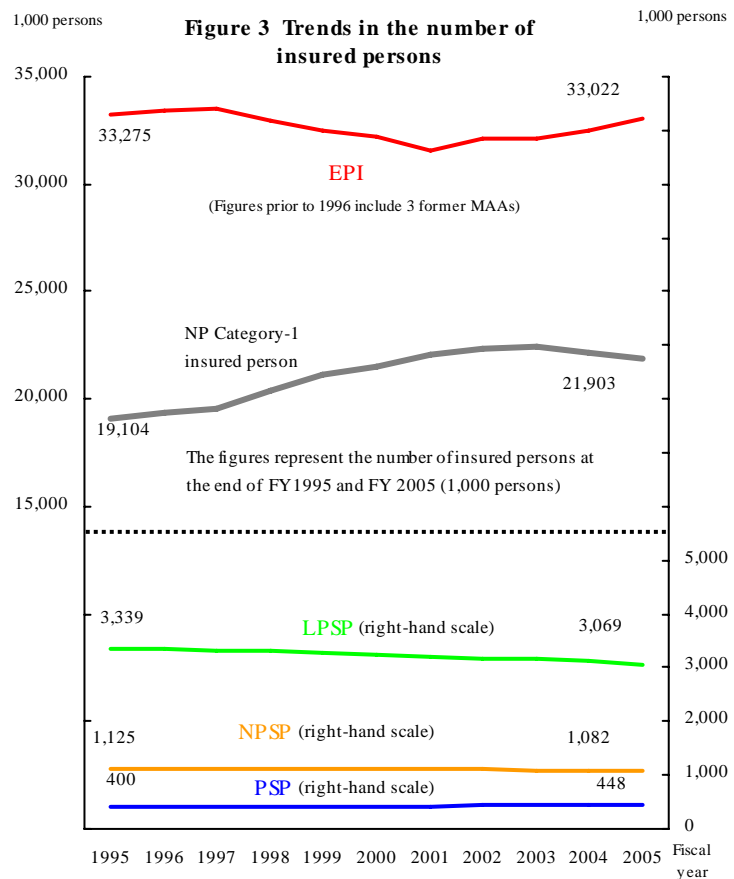 1,000 persons
Figure 3 Trends in the number of
insured persons
1,000 persons
35,000
33,022
33,275
EPI
30,000
(Figures prior to 1996 include 3 former MAAs)
25,000
NP Category-1
insured person
21,903
20,000
19,104
The figures represent the number of insured persons at
the end of FY1995 and FY 2005 (1,000 persons)
15,000
5,000
3,339
4,000
LPSP (right-hand scale)
3,069
3,000
2,000
1,125
NPSP (right-hand scale)
1,082
1,000
400
PSP (right-hand scale)
448
0
1995 1996 1997 1998 1999 2000 2001 2002 2003 2004 2005
Fiscal
year